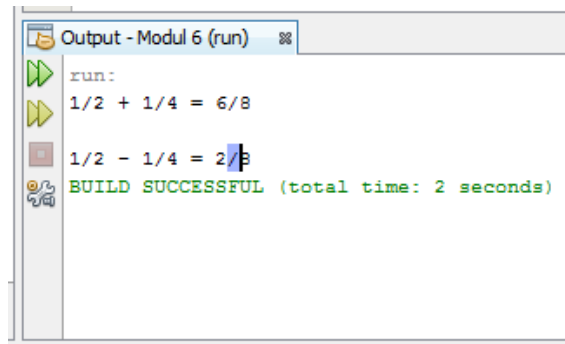 Output - Modul 6 (run)
run:
1/2 + 1/4 = 6/8
1/2 - 1/4 = 2/8
BUILD SUCCESSFUL (total time: 2 seconds)